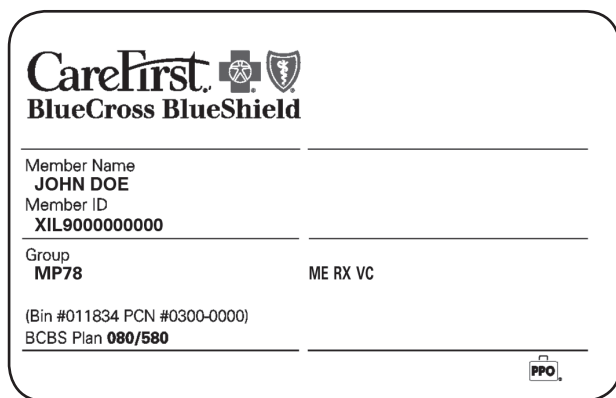 CareFirst.
BlueCross BlueShield
Member Name
JOHN DOE
Member ID
XIL9000000000
Group
MP78
ME RX VC
(Bin #011834 PCN #0300-0000)
BCBS Plan 080/580
PPO